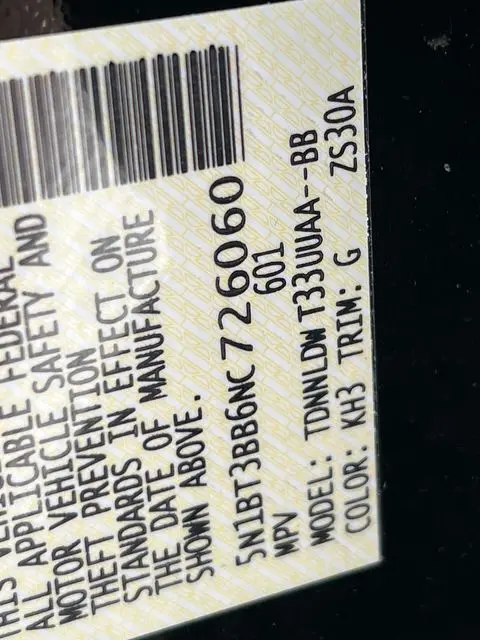 ALL APPLICABLE FEDERAL
MOTOR VEHICLE SAFETY AND
THEFT PREVENTION
STANDARDS IN EFFECT ON
THE DATE OF MANUFACTURE
SHOWN ABOVE.
5N1BT3BB6NC726060
MPV 601
MODEL: TDNNLDW T33UUAA--BB
COLOR: KH3 TRIM: G ZS30A